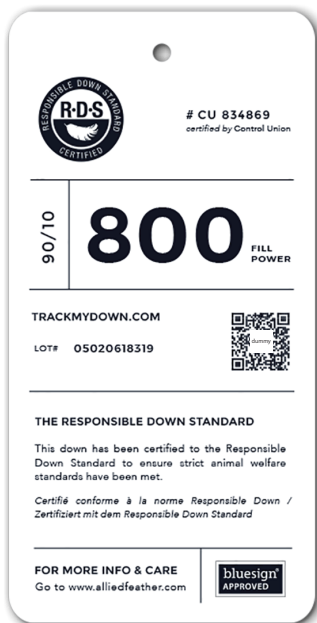 RESPONSIBLE DOWN STANDARD
R·D·S
CERTIFIED
# CU 834869
certified by Control Union
90/10
800
FILL
POWER
TRACKMYDOWN.COM
LOT# 05020618319
dummy
THE RESPONSIBLE DOWN STANDARD
This down has been certified to the Responsible
Down Standard to ensure strict animal welfare
standards have been met.
Certifié conforme à la norme Responsible Down /
Zertifiziert mit dem Responsible Down Standard
FOR MORE INFO & CARE
Go to www.alliedfeather.com
bluesign®
APPROVED